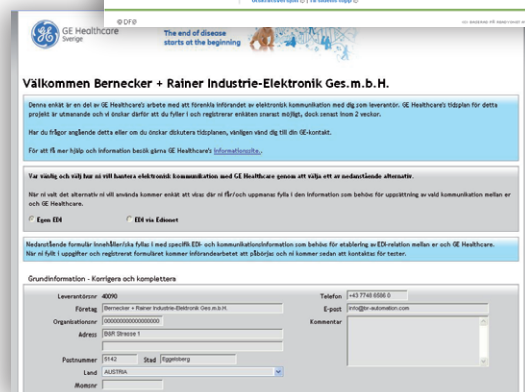 DFØ
GE Healthcare
Sverige
The end of disease
starts at the beginning
Välkommen Bernecker + Rainer Industrie-Elektronik Ges.m.b.H.
Denna enkät är en del av GE Healthcare's arbete med att förenkla införandet av elektronisk kommunikation med dig som leverantör. GE Healthcare's tidplan för detta
projekt är utmanande och vi önskar därför att du fyller i och registrerar enkäten snarast möjligt, dock senast inom 2 veckor.
Har du frågor angående detta eller om du önskar diskutera tidsplanen, vänligen vänd dig till din GE-kontakt.
För att få mer hjälp och information besök gärna GE Healthcare's Informationssite..
Var vänlig och välj hur ni vill hantera elektronisk kommunikation med GE Healthcare genom att välja ett av nedanstående alternativ.
När ni valt det alternativ ni vill använda kommer enkät att visas där ni får/och uppmanas fylla i den information som behövs för uppsättning av vald kommunikation mellan er
och GE Healthcare.
Egen EDI
EDI via Edionet
Nedanstående formulär innehåller/ska fyllas i med specifik EDI- och kommunikationsinformation som behövs för etablering av EDI-relation mellan er och GE Healthcare.
När ni fyllt i uppgifter och registrerat formuläret kommer införandearbetet att påbörjas och ni kommer sedan att kontaktas för tester.
Grundinformation - Korrigera och komplettera
Leverantörsnr 40090
Företag Bernecker + Rainer Industrie-Elektronik Ges.m.b.H.
Organisationsnr
Adress B&R Strasse 1
Postnummer 5142 Stad Eggelsberg
Land AUSTRIA
Momsnr
Telefon +43 7748 6586 0
E-post info@br-automation.com
Kommentar